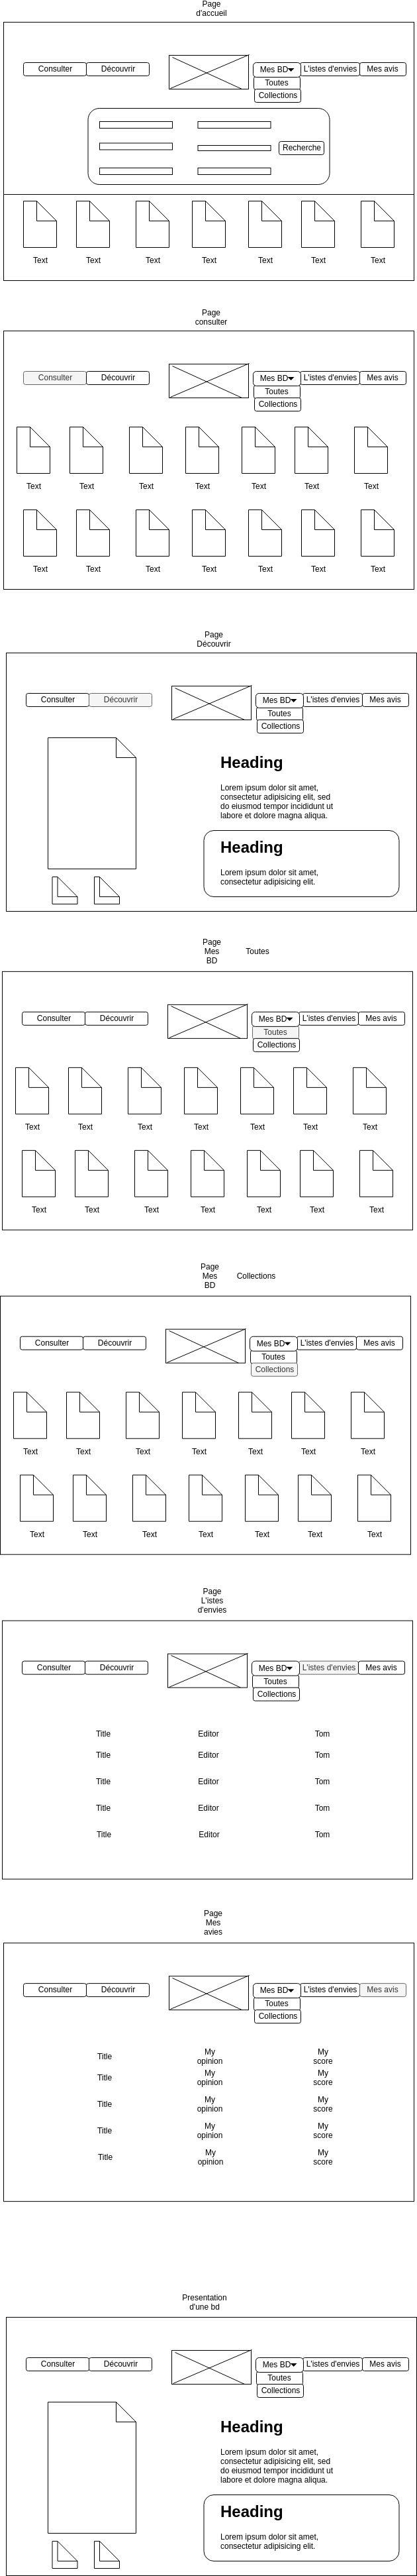 Page
d'accueil
Consulter Découvrir Mes BD L'istes d'envies Mes avis
Toutes
Collections
Recherche
Text Text Text Text Text Text Text
Page
consulter
Consulter Découvrir Mes BD L'istes d'envies Mes avis
Toutes
Collections
Text Text Text Text Text Text Text
Text Text Text Text Text Text Text
Page
Découvrir
Consulter Découvrir Mes BD L'istes d'envies Mes avis
Toutes
Collections
Heading
Lorem ipsum dolor sit amet,
consectetur adipisicing elit, sed
do eiusmod tempor incididunt ut
labore et dolore magna aliqua.
Heading
Lorem ipsum dolor sit amet,
consectetur adipisicing elit.
Page
Mes Toutes
BD
Consulter Découvrir Mes BD L'istes d'envies Mes avis
Toutes
Collections
Text Text Text Text Text Text Text
Text Text Text Text Text Text Text
Page
Mes Collections
BD
Consulter Découvrir Mes BD L'istes d'envies Mes avis
Toutes
Collections
Text Text Text Text Text Text Text
Text Text Text Text Text Text Text
Page
L'istes
d'envies
Consulter Découvrir Mes BD L'istes d'envies Mes avis
Toutes
Collections
Title Editor Tom
Title Editor Tom
Title Editor Tom
Title Editor Tom
Title Editor Tom
Page
Mes
avies
Consulter Découvrir Mes BD L'istes d'envies Mes avis
Toutes
Collections
Title My opinion My score
Title My opinion My score
Title My opinion My score
Title My opinion My score
Title My opinion My score
Presentation
d'une bd
Consulter Découvrir Mes BD L'istes d'envies Mes avis
Toutes
Collections
Heading
Lorem ipsum dolor sit amet,
consectetur adipisicing elit, sed
do eiusmod tempor incididunt ut
labore et dolore magna aliqua.
Heading
Lorem ipsum dolor sit amet,
consectetur adipisicing elit.